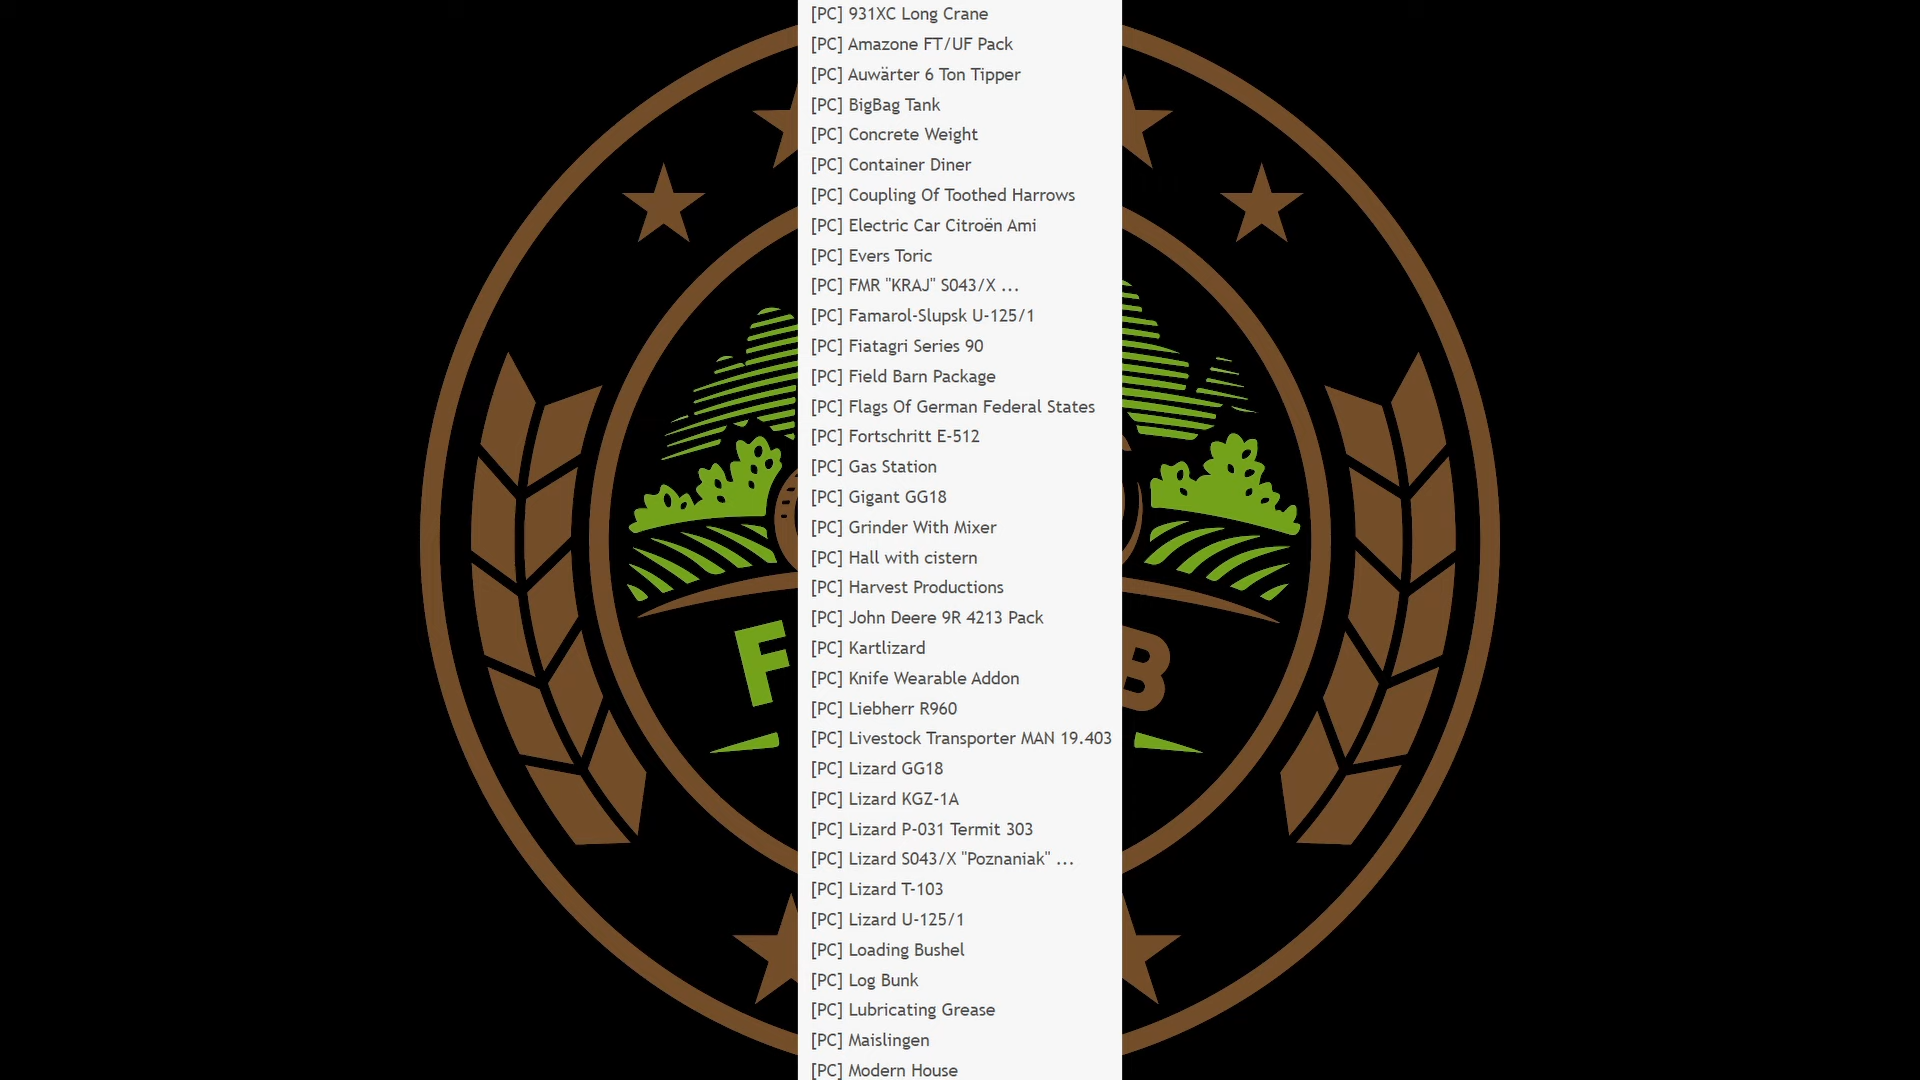 [PC] 931XC Long Crane
[PC] Amazone FT/UF Pack
[PC] Auwärter 6 Ton Tipper
[PC] BigBag Tank
[PC] Concrete Weight
[PC] Container Diner
[PC] Coupling Of Toothed Harrows
[PC] Electric Car Citroën Ami
[PC] Evers Toric
[PC] FMR "KRAJ" S043/X ...
[PC] Famarol-Slupsk U-125/1
[PC] Fiatagri Series 90
[PC] Field Barn Package
[PC] Flags Of German Federal States
[PC] Fortschritt E-512
[PC] Gas Station
[PC] Gigant GG18
[PC] Grinder With Mixer
[PC] Hall with cistern
[PC] Harvest Productions
[PC] John Deere 9R 4213 Pack
[PC] Kartlizard
[PC] Knife Wearable Addon
[PC] Liebherr R960
[PC] Livestock Transporter MAN 19.403
[PC] Lizard GG18
[PC] Lizard KGZ-1A
[PC] Lizard P-031 Termit 303
[PC] Lizard S043/X "Poznaniak" ...
[PC] Lizard T-103
[PC] Lizard U-125/1
[PC] Loading Bushel
[PC] Log Bunk
[PC] Lubricating Grease
[PC] Maislingen
[PC] Modern House
F B